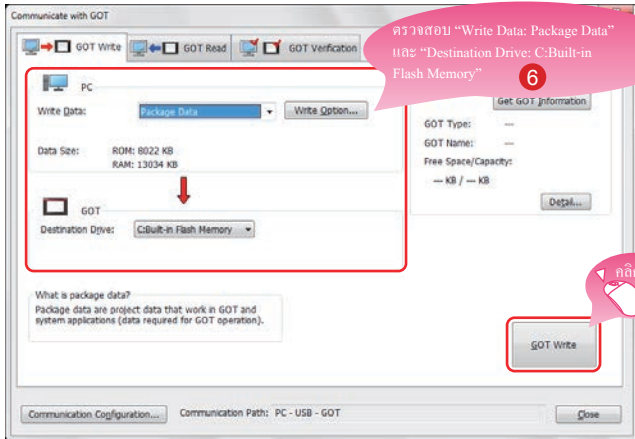 Communicate with GOT
GOT Write
GOT Read
GOT Verification
ตรวจสอบ “Write Data: Package Data”
และ “Destination Drive: C:Built-in
Flash Memory”
6
PC
Write Data:
Package Data
Write Option...
Data Size:
ROM: 8022 KB
RAM: 13034 KB
GOT
Destination Drive:
C:Built-in Flash Memory
Get GOT Information
GOT Type: ---
GOT Name: ---
Free Space/Capacity:
--- KB / --- KB
Detail...
What is package data?
Package data are project data that work in GOT and
system applications (data required for GOT operation).
GOT Write
Communication Configuration...
Communication Path: PC - USB - GOT
Close